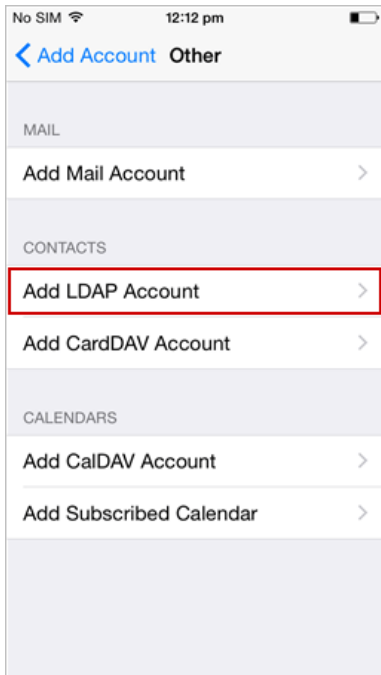 No SIM 12:12 pm
Add Account Other
MAIL
Add Mail Account
CONTACTS
Add LDAP Account
Add CardDAV Account
CALENDARS
Add CalDAV Account
Add Subscribed Calendar